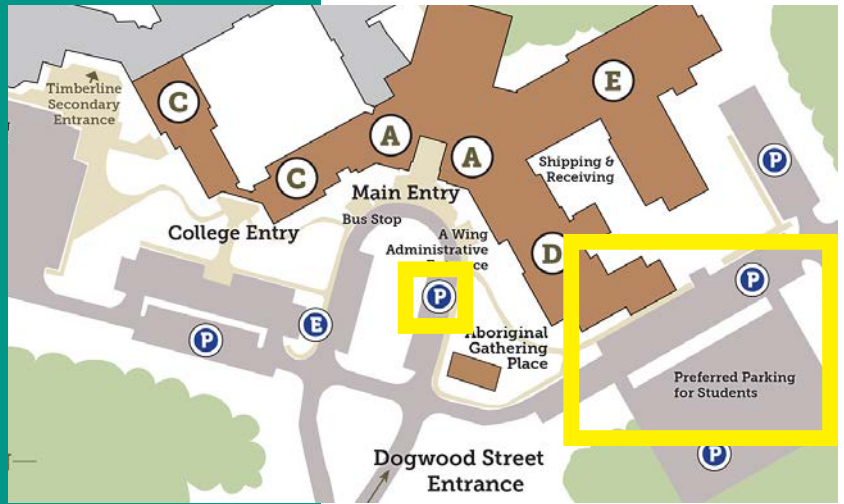 Timberline
Secondary
Entrance
C
A
A
E
C
Shipping &
Receiving
P
Main Entry
Bus Stop
College Entry
A Wing
Administrative
D
P
P
E
P
Aboriginal
Gathering
Place
Preferred Parking
for Students
P
Dogwood Street
Entrance